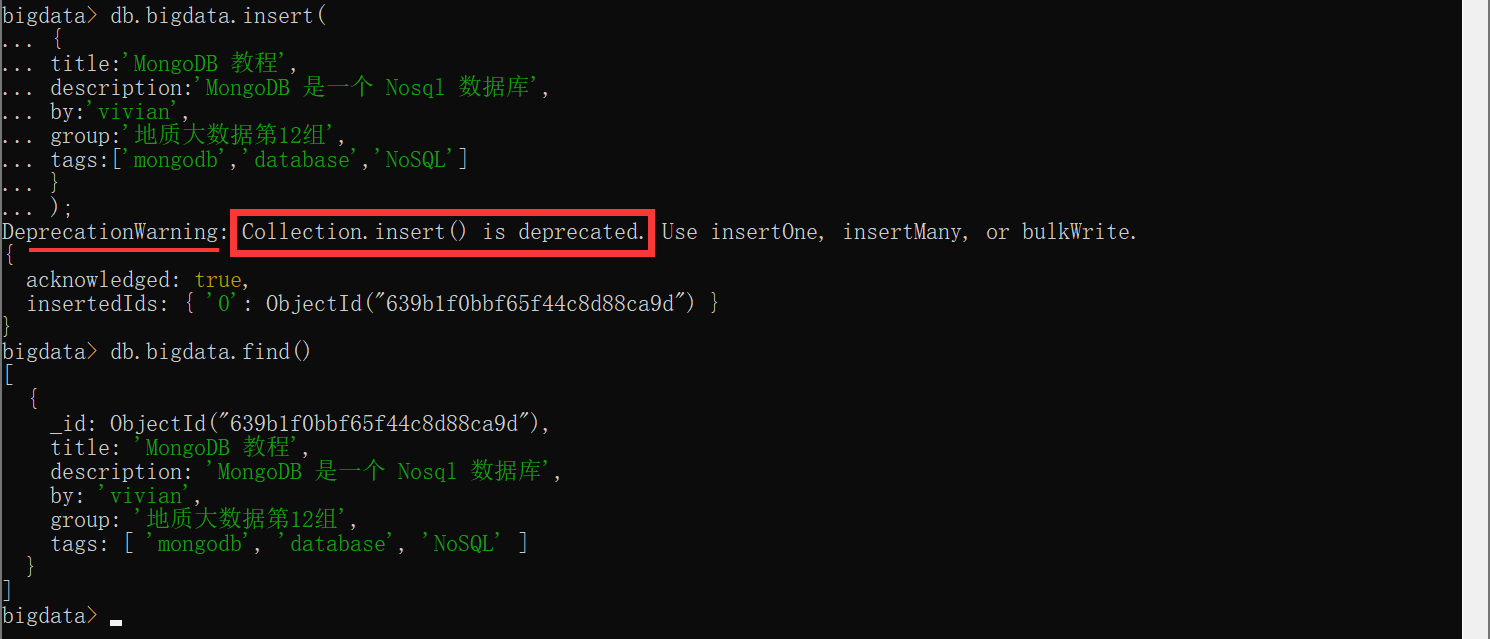 bigdata> db.bigdata.insert(
... {
... title:'MongoDB 教程',
... description:'MongoDB 是一个 Nosql 数据库',
... by:'vivian',
... group:'地质大数据第12组',
... tags:['mongodb','database','NoSQL']
... }
... );
DeprecationWarning: Collection.insert() is deprecated. Use insertOne, insertMany, or bulkWrite.
{
  acknowledged: true,
  insertedIds: { '0': ObjectId("639b1f0bbf65f44c8d88ca9d") }
}
bigdata> db.bigdata.find()
[
  {
    _id: ObjectId("639b1f0bbf65f44c8d88ca9d"),
    title: 'MongoDB 教程',
    description: 'MongoDB 是一个 Nosql 数据库',
    by: 'vivian',
    group: '地质大数据第12组',
    tags: [ 'mongodb', 'database', 'NoSQL' ]
  }
]
bigdata>